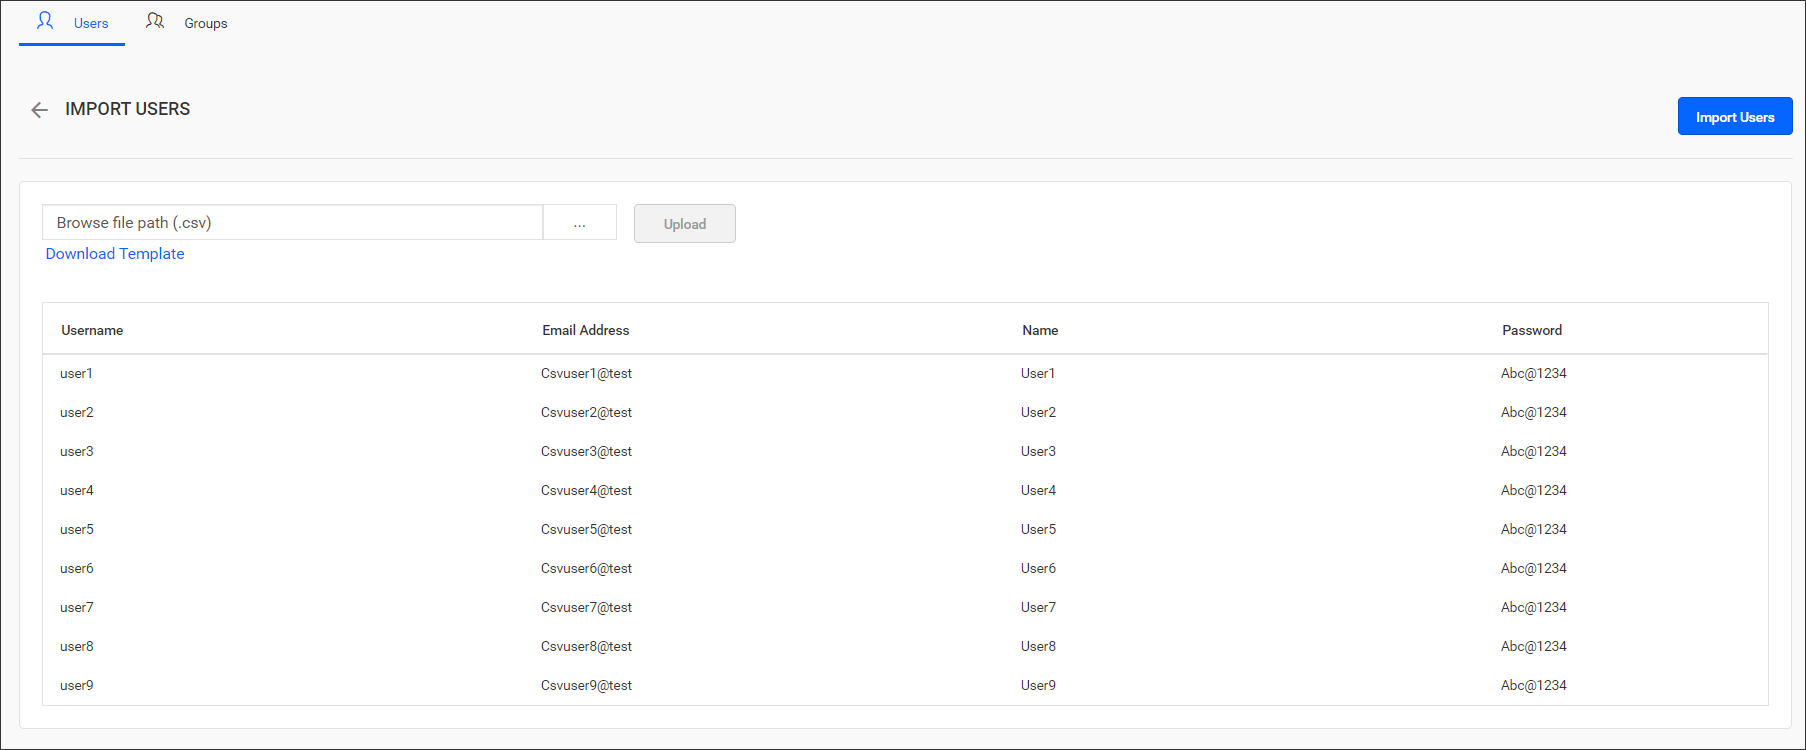 Users Groups
IMPORT USERS
Import Users
Browse file path (.csv) ... Upload
Download Template
Username Email Address Name Password
user1 Csvuser1@test User1 Abc@1234
user2 Csvuser2@test User2 Abc@1234
user3 Csvuser3@test User3 Abc@1234
user4 Csvuser4@test User4 Abc@1234
user5 Csvuser5@test User5 Abc@1234
user6 Csvuser6@test User6 Abc@1234
user7 Csvuser7@test User7 Abc@1234
user8 Csvuser8@test User8 Abc@1234
user9 Csvuser9@test User9 Abc@1234